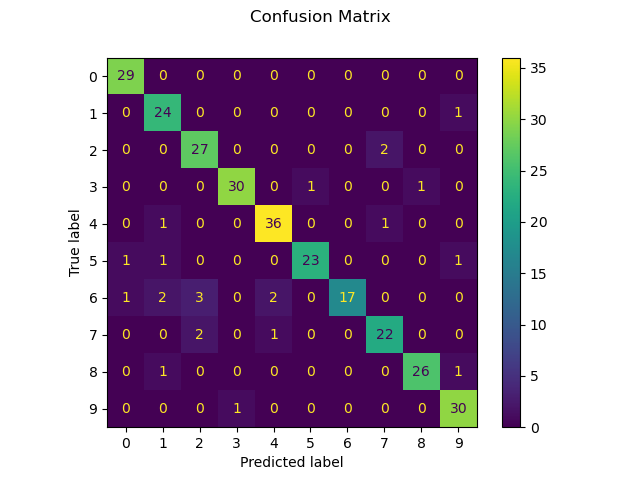 Confusion Matrix
0 29 0 0 0 0 0 0 0 0 0
1 0 24 0 0 0 0 0 0 0 1
2 0 0 27 0 0 0 0 2 0 0
3 0 0 0 30 0 1 0 0 1 0
4 0 1 0 0 36 0 0 1 0 0
5 1 1 0 0 0 23 0 0 0 1
6 1 2 3 0 2 0 17 0 0 0
7 0 0 2 0 1 0 0 22 0 0
8 0 1 0 0 0 0 0 0 26 1
9 0 0 0 1 0 0 0 0 0 30
0 1 2 3 4 5 6 7 8 9
Predicted label
True label
35
30
25
20
15
10
5
0